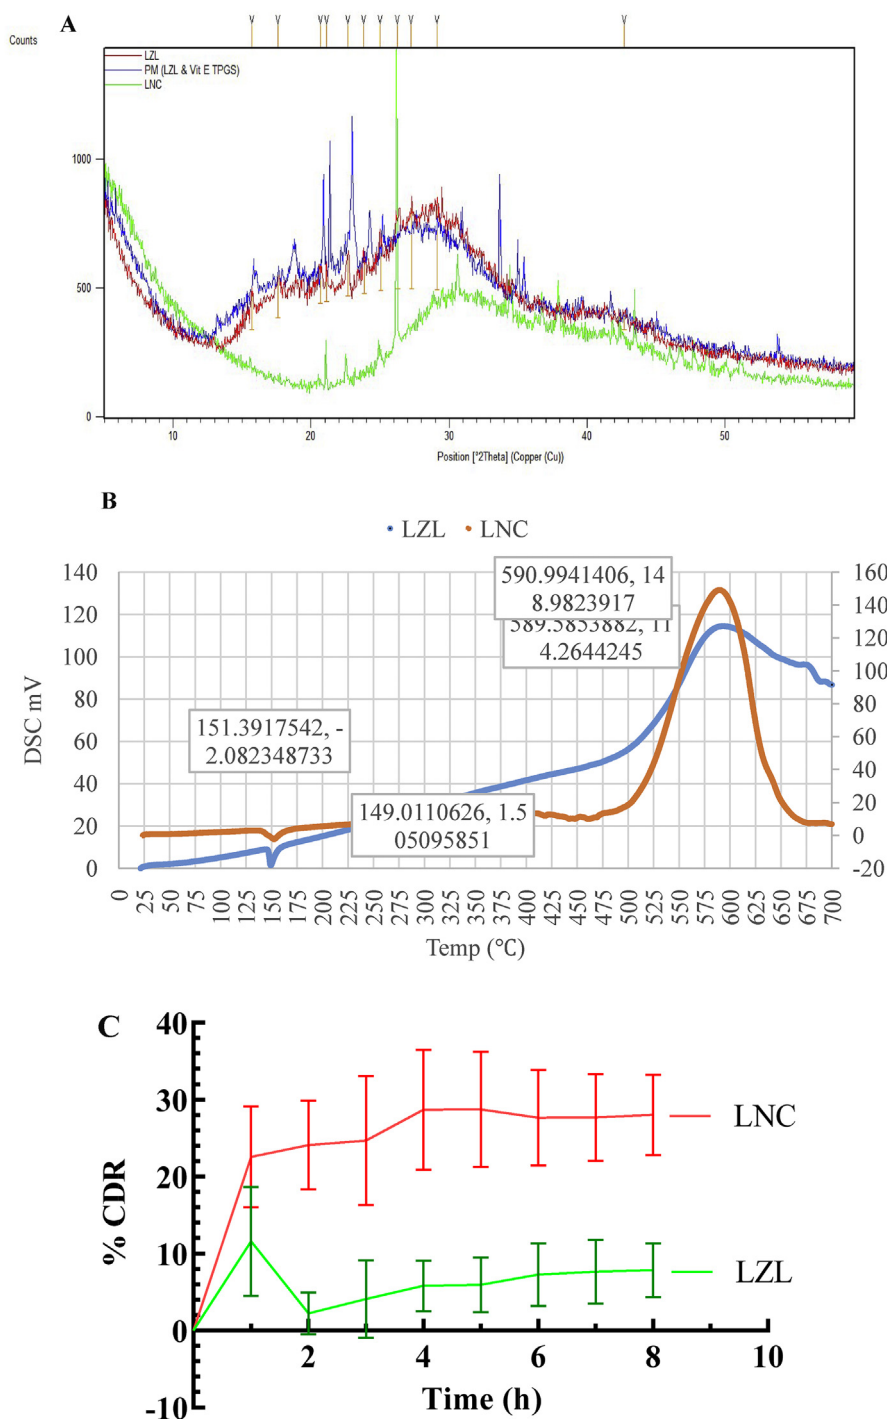 A
Counts
LZL
PM (LZL & Vit E TPGS)
LNC
1000
500
0
10 20 30 40 50
Position [°2Theta] (Copper (Cu))
B
LZL LNC
590.9941406, 14
8.9823917
589.5853882, 11
4.2644245
151.3917542, -
2.082348733
149.0110626, 1.5
05095851
140
120
100
80
60
40
20
0
DSC mV
160
140
120
100
80
60
40
20
0
-20
0 25 50 75 100 125 150 175 200 225 250 275 300 325 350 375 400 425 450 475 500 525 550 575 600 625 650 675 700
Temp (°C)
C
40
30
20
10
0
-10
% CDR
LNC
LZL
2 4 6 8 10
Time (h)